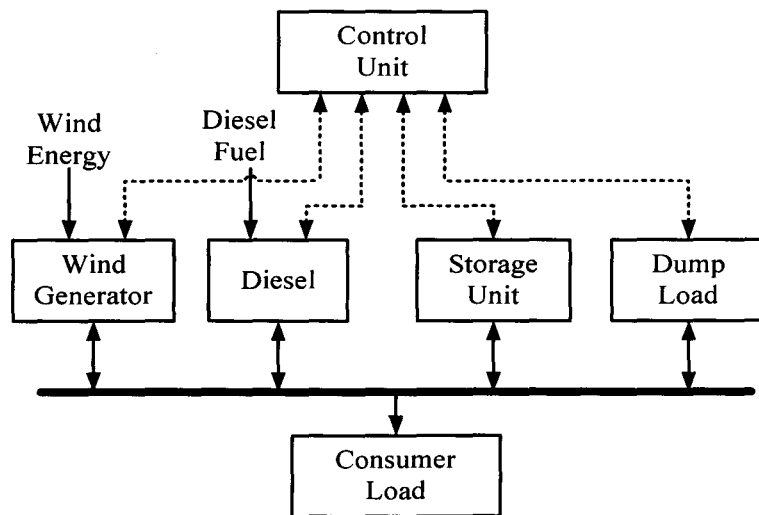 Control
Unit
Wind
Energy
Diesel
Fuel
Wind
Generator
Diesel
Storage
Unit
Dump
Load
Consumer
Load